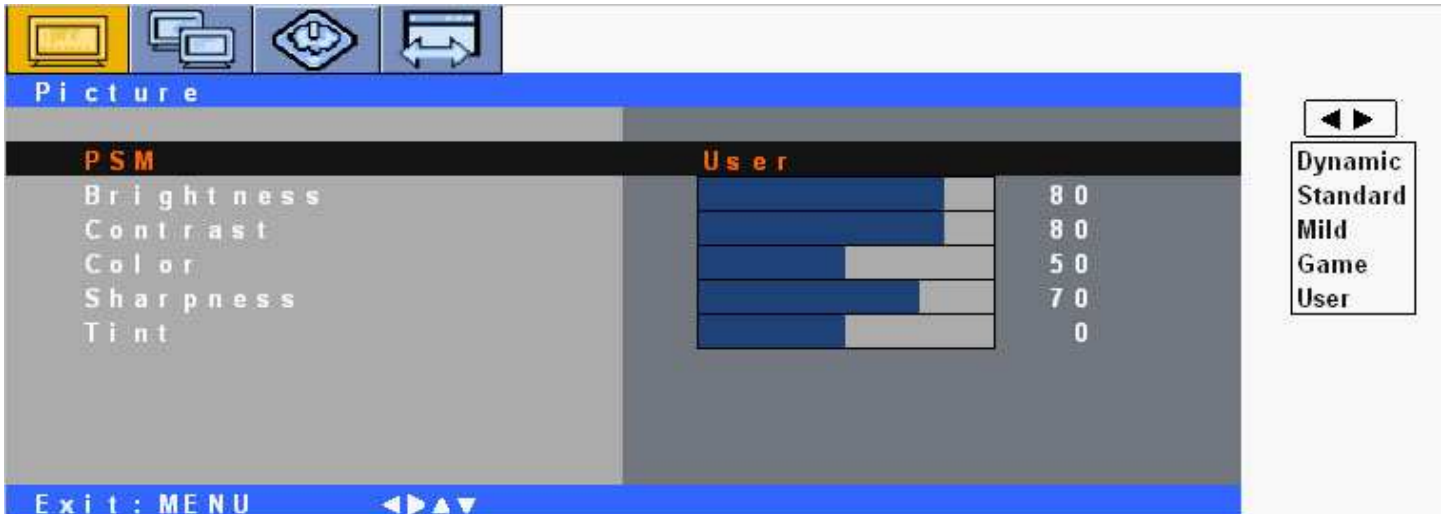 Picture
PSM User
Brightness 80
Contrast 80
Color 50
Sharpness 70
Tint 0
Exit: MENU ◀▶▲▼
◀ ▶
Dynamic
Standard
Mild
Game
User